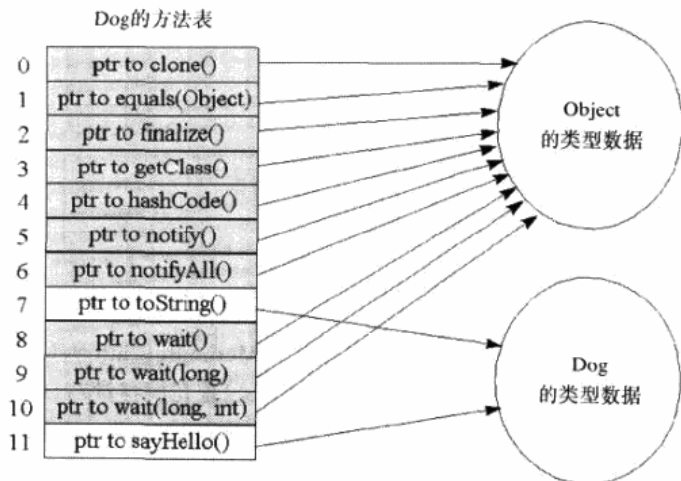 Dog的方法表
0 ptr to clone()
1 ptr to equals(Object)
2 ptr to finalize()
3 ptr to getClass()
4 ptr to hashCode()
5 ptr to notify()
6 ptr to notifyAll()
7 ptr to toString()
8 ptr to wait()
9 ptr to wait(long)
10 ptr to wait(long, int)
11 ptr to sayHello()
Object
的类型数据
Dog
的类型数据